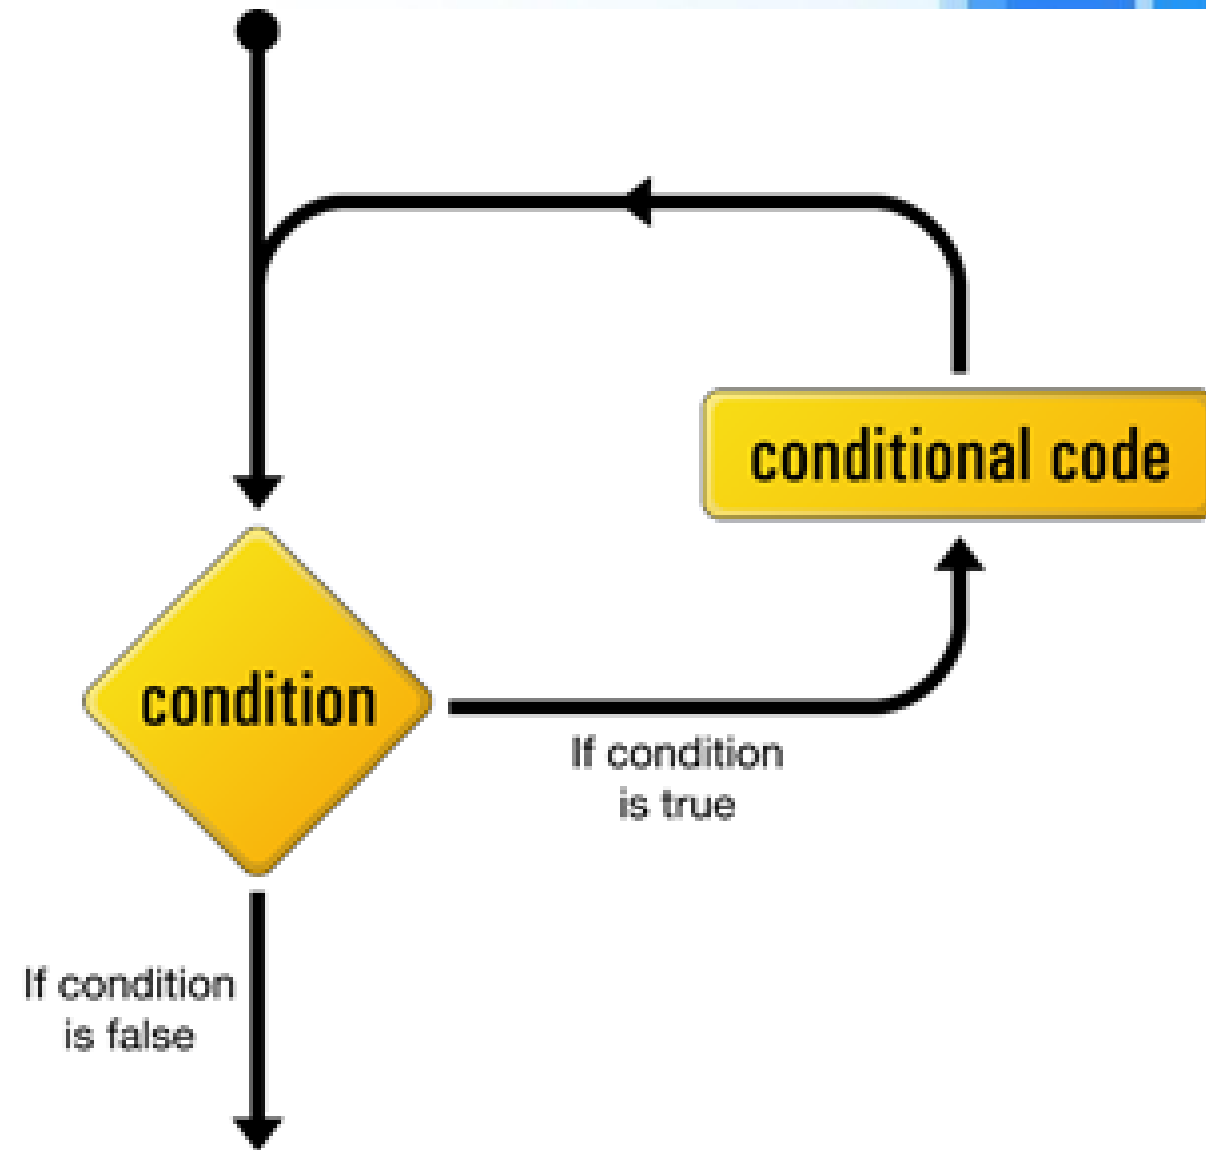 conditional code
condition
If condition
is true
If condition
is false